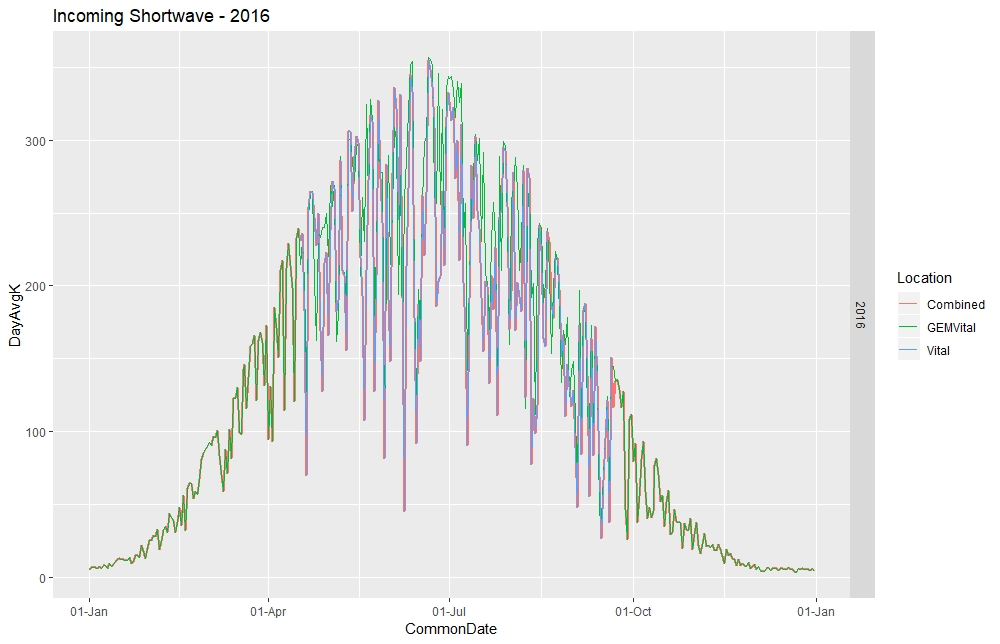 Incoming Shortwave - 2016
DayAvgK
300
200
100
0
2016
01-Jan
01-Apr
01-Jul
01-Oct
01-Jan
CommonDate
Location
Combined
GEMVital
Vital